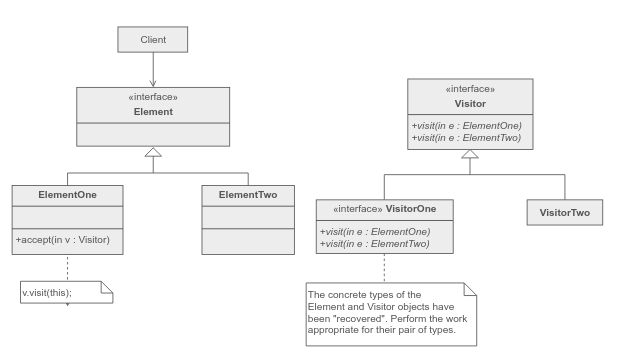 Client
«interface»
Element
ElementOne
+accept(in v : Visitor)
v.visit(this);
ElementTwo
«interface»
Visitor
+visit(in e : ElementOne)
+visit(in e : ElementTwo)
«interface» VisitorOne
+visit(in e : ElementOne)
+visit(in e : ElementTwo)
VisitorTwo
The concrete types of the
Element and Visitor objects have
been "recovered". Perform the work
appropriate for their pair of types.